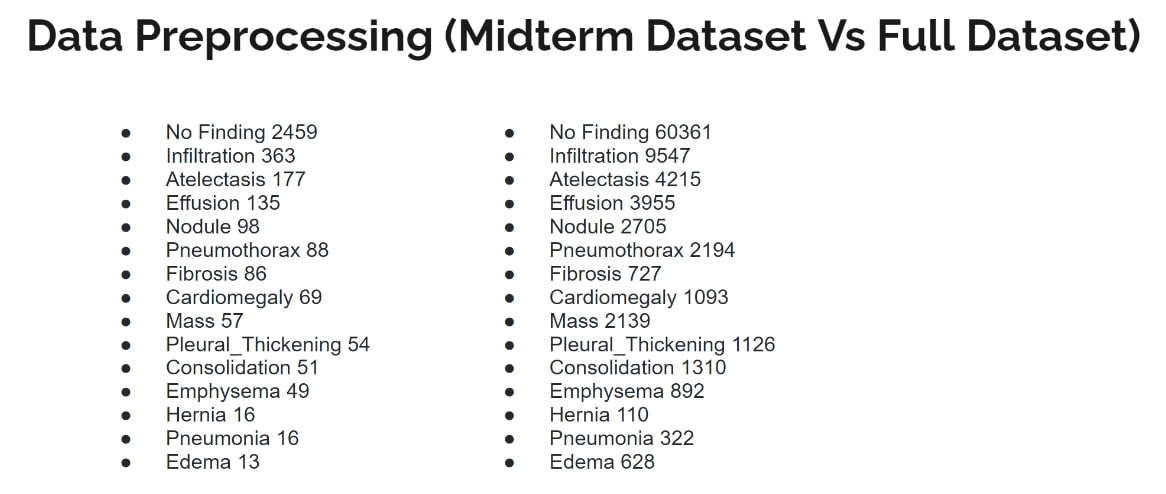 Data Preprocessing (Midterm Dataset Vs Full Dataset)
● No Finding 2459
● Infiltration 363
● Atelectasis 177
● Effusion 135
● Nodule 98
● Pneumothorax 88
● Fibrosis 86
● Cardiomegaly 69
● Mass 57
● Pleural_Thickening 54
● Consolidation 51
● Emphysema 49
● Hernia 16
● Pneumonia 16
● Edema 13
● No Finding 60361
● Infiltration 9547
● Atelectasis 4215
● Effusion 3955
● Nodule 2705
● Pneumothorax 2194
● Fibrosis 727
● Cardiomegaly 1093
● Mass 2139
● Pleural_Thickening 1126
● Consolidation 1310
● Emphysema 892
● Hernia 110
● Pneumonia 322
● Edema 628